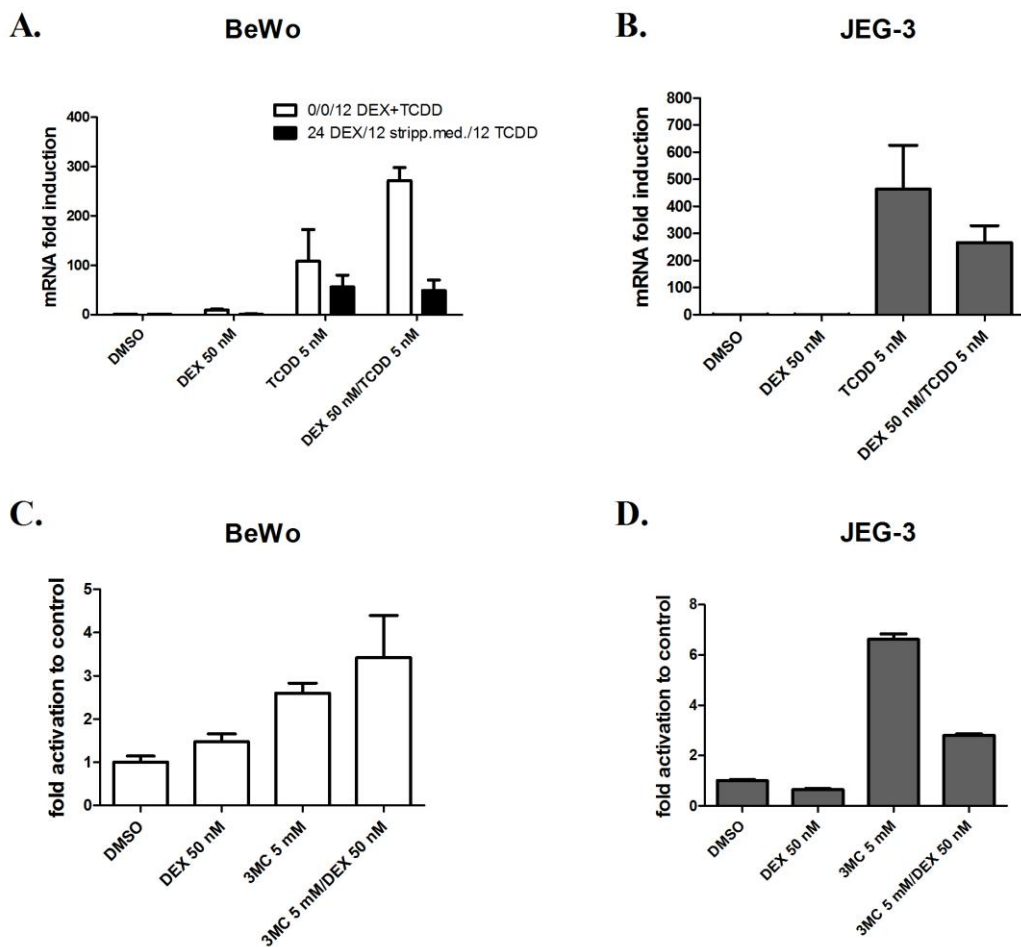 A.
BeWo
0/0/12 DEX+TCDD
24 DEX/12 stripp.med./12 TCDD
mRNA fold induction
400
300
200
100
0
DMSO
DEX 50 nM
TCDD 5 nM
DEX 50 nM/TCDD 5 nM
B.
JEG-3
mRNA fold induction
800
700
600
500
400
300
200
100
0
DMSO
DEX 50 nM
TCDD 5 nM
DEX 50 nM/TCDD 5 nM
C.
BeWo
fold activation to control
5
4
3
2
1
0
DMSO
DEX 50 nM
3MC 5 mM
3MC 5 mM/DEX 50 nM
D.
JEG-3
fold activation to control
8
6
4
2
0
DMSO
DEX 50 nM
3MC 5 mM
3MC 5 mM/DEX 50 nM